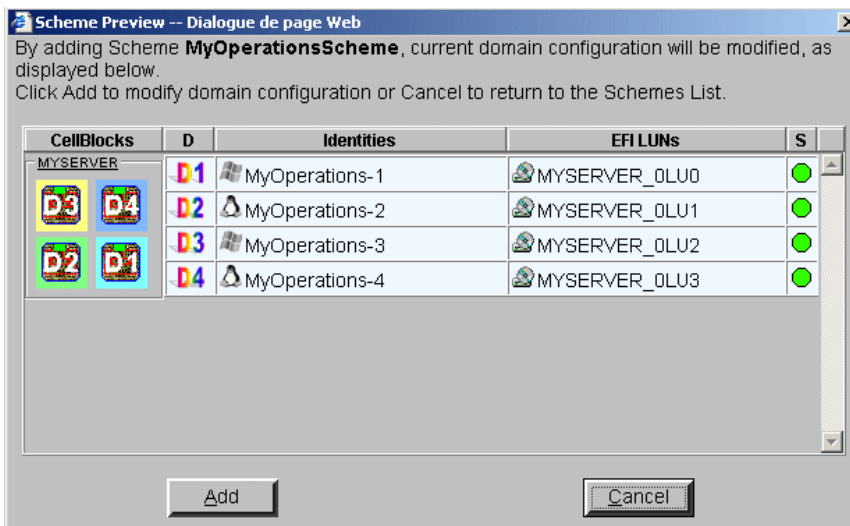 Scheme Preview -- Dialogue de page Web
By adding Scheme MyOperationsScheme, current domain configuration will be modified, as
displayed below.
Click Add to modify domain configuration or Cancel to return to the Schemes List.
CellBlocks D Identities EFI LUNs S
MYSERVER
D3 D4
D2 D1
D1 MyOperations-1 MYSERVER_0LU0
D2 MyOperations-2 MYSERVER_0LU1
D3 MyOperations-3 MYSERVER_0LU2
D4 MyOperations-4 MYSERVER_0LU3
Add Cancel